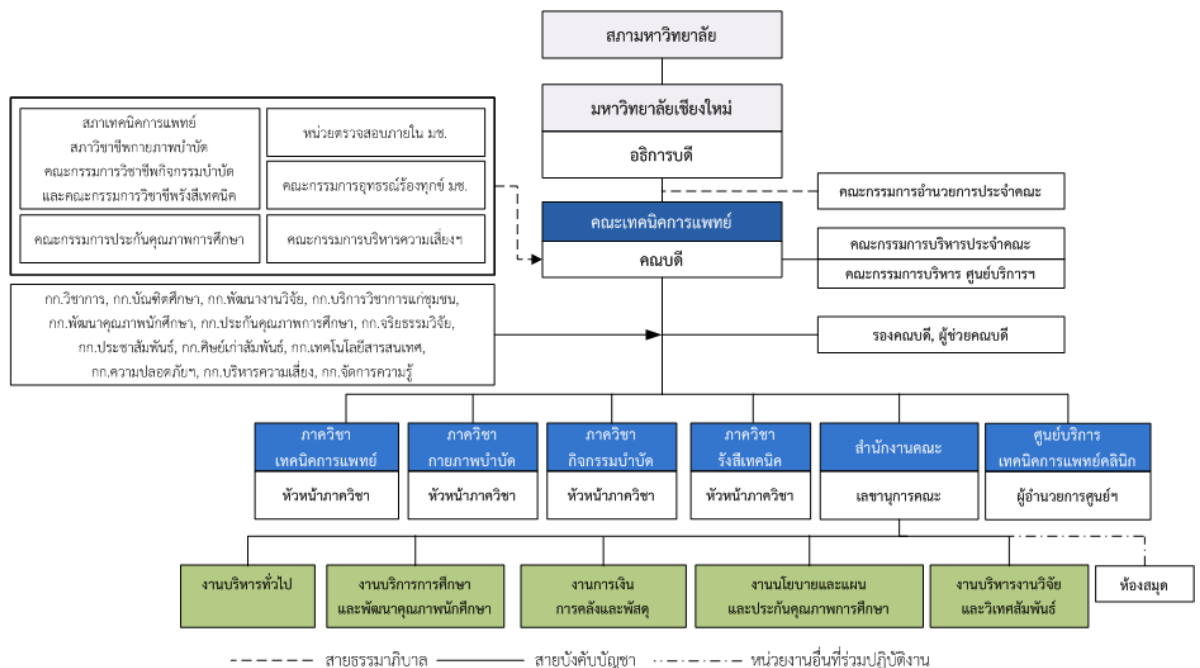 สภามหาวิทยาลัย
มหาวิทยาลัยเชียงใหม่
อธิการบดี
สภาเทคนิคการแพทย์
สภาวิชาชีพกายภาพบำบัด
คณะกรรมการวิชาชีพกิจกรรมบำบัด
และคณะกรรมการวิชาชีพรังสีเทคนิค
หน่วยตรวจสอบภายใน มช.
คณะกรรมการอุทธรณ์ร้องทุกข์ มช.
คณะกรรมการประกันคุณภาพการศึกษา
คณะกรรมการบริหารความเสี่ยงฯ
คณะกรรมการอำนวยการประจำคณะ
คณะเทคนิคการแพทย์
คณบดี
คณะกรรมการบริหารประจำคณะ
คณะกรรมการบริหาร ศูนย์บริการฯ
กก.วิชาการ, กก.บัณฑิตศึกษา, กก.พัฒนางานวิจัย, กก.บริการวิชาการแก่ชุมชน,
กก.พัฒนาคุณภาพนักศึกษา, กก.ประกันคุณภาพการศึกษา, กก.จริยธรรมวิจัย,
กก.ประชาสัมพันธ์, กก.ศิษย์เก่าสัมพันธ์, กก.เทคโนโลยีสารสนเทศ,
กก.ความปลอดภัยฯ, กก.บริหารความเสี่ยง, กก.จัดการความรู้
รองคณบดี, ผู้ช่วยคณบดี
ภาควิชา
เทคนิคการแพทย์
หัวหน้าภาควิชา
ภาควิชา
กายภาพบำบัด
หัวหน้าภาควิชา
ภาควิชา
กิจกรรมบำบัด
หัวหน้าภาควิชา
ภาควิชา
รังสีเทคนิค
หัวหน้าภาควิชา
สำนักงานคณะ
เลขานุการคณะ
ศูนย์บริการ
เทคนิคการแพทย์คลินิก
ผู้อำนวยการศูนย์ฯ
งานบริหารทั่วไป
งานบริการการศึกษา
และพัฒนาคุณภาพนักศึกษา
งานการเงิน
การคลังและพัสดุ
งานนโยบายและแผน
และประกันคุณภาพการศึกษา
งานบริหารงานวิจัย
และวิเทศสัมพันธ์
ห้องสมุด
สายธรรมาภิบาล
สายบังคับบัญชา
หน่วยงานอื่นที่ร่วมปฏิบัติงาน